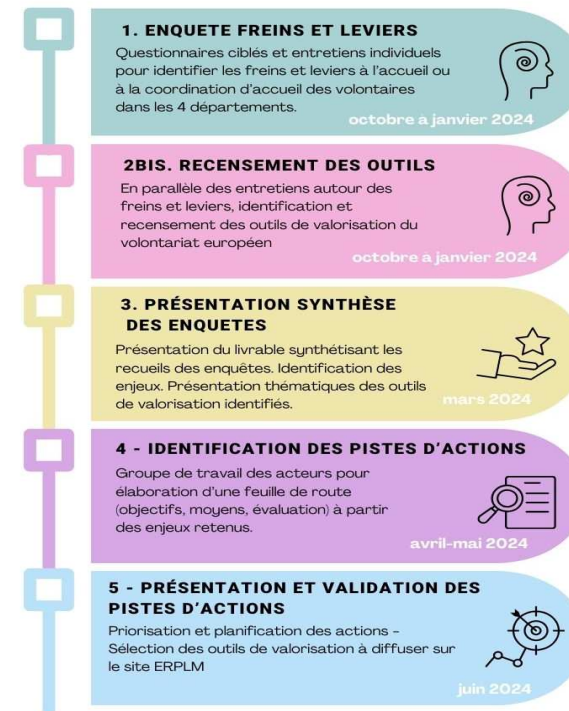 1. ENQUETE FREINS ET LEVIERS
Questionnaires ciblés et entretiens individuels
pour identifier les freins et leviers à l'accueil ou
à la coordination d'accueil des volontaires
dans les 4 départements.
octobre a janvier 2024
2BIS. RECENSEMENT DES OUTILS
En parallèle des entretiens autour des
freins et leviers, identification et
recensement des outils de valorisation du
volontariat européen
octobre a janvier 2024
3. PRÉSENTATION SYNTHÈSE
DES ENQUETES
Présentation du livrable synthétisant les
recueils des enquêtes. Identification des
enjeux. Présentation thématiques des outils
de valorisation identifiés.
mars 2024
4 - IDENTIFICATION DES PISTES D'ACTIONS
Groupe de travail des acteurs pour
élaboration d'une feuille de route
(objectifs, moyens, évaluation) à partir
des enjeux retenus.
avril-mai 2024
5 - PRÉSENTATION ET VALIDATION DES
PISTES D'ACTIONS
Priorisation et planification des actions -
Sélection des outils de valorisation à diffuser sur
le site ERPLM
juin 2024